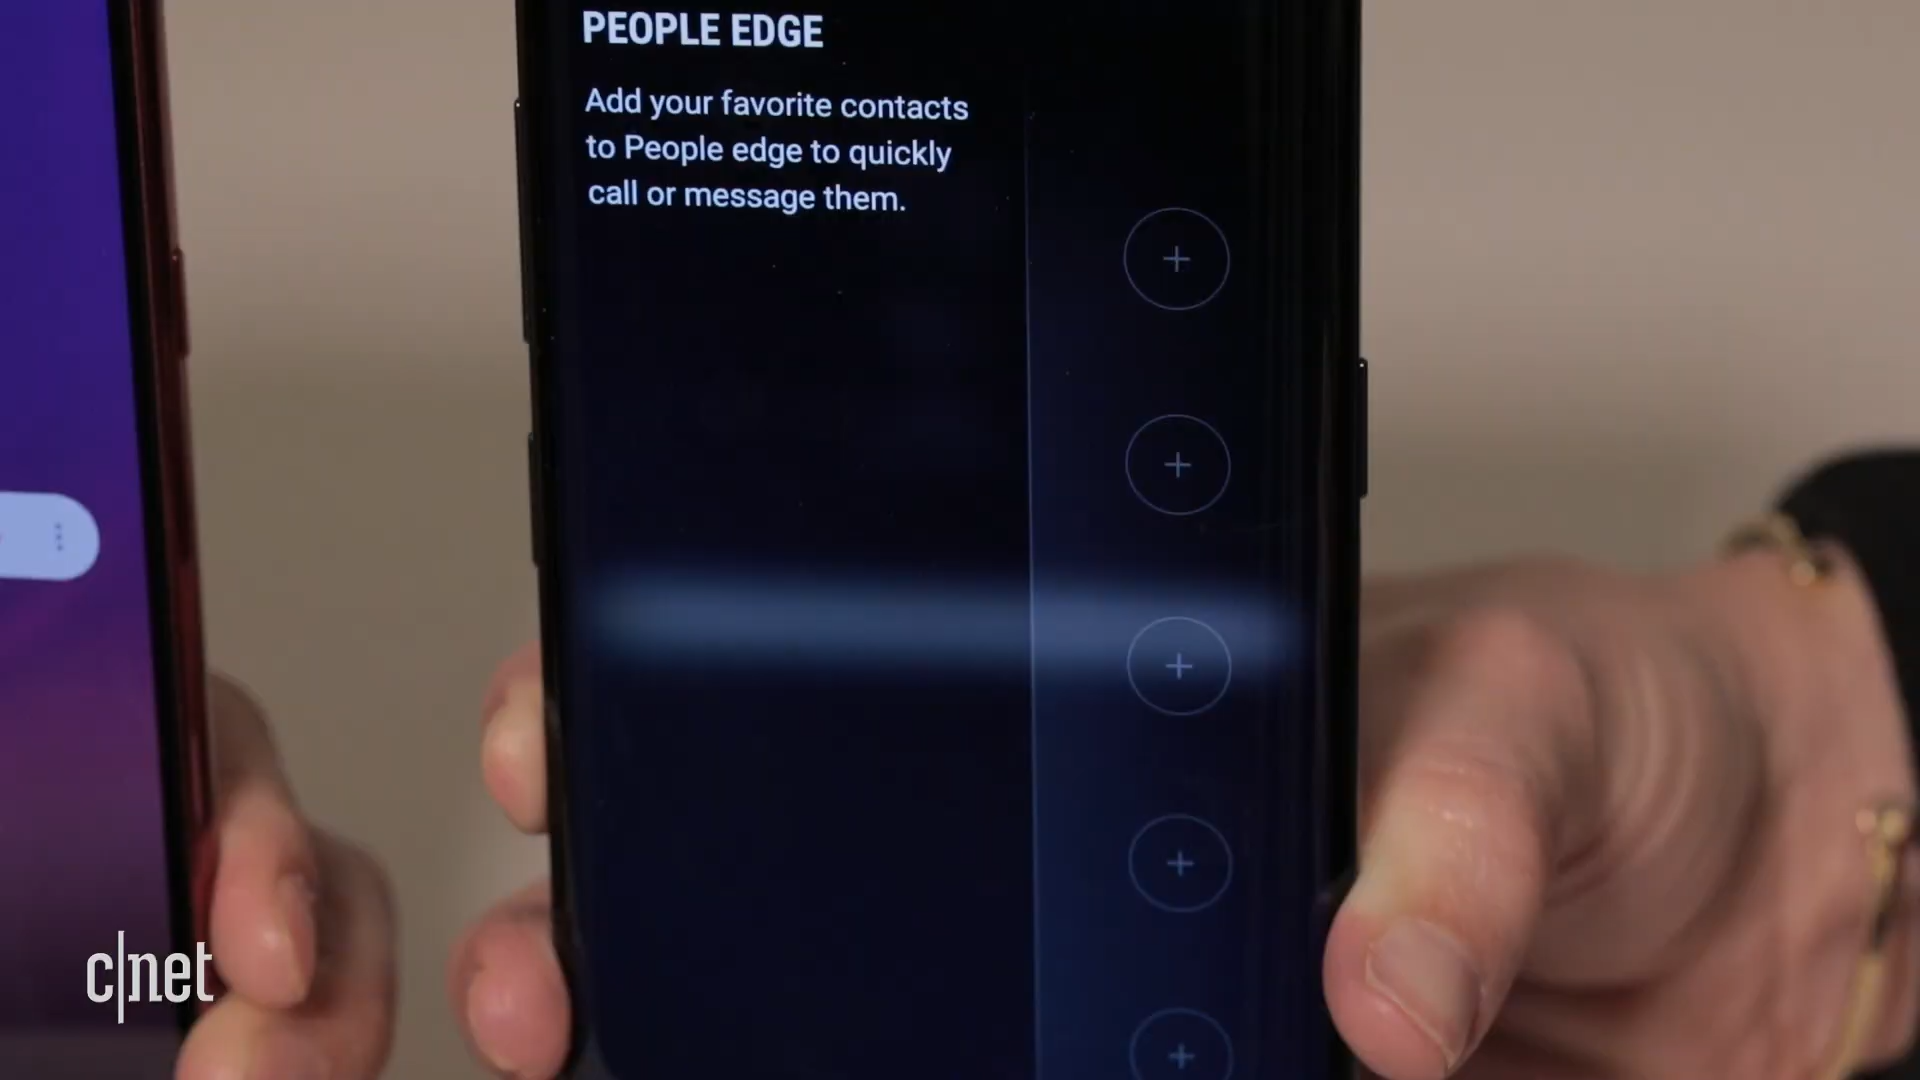 PEOPLE EDGE
Add your favorite contacts
to People edge to quickly
call or message them.
c|net